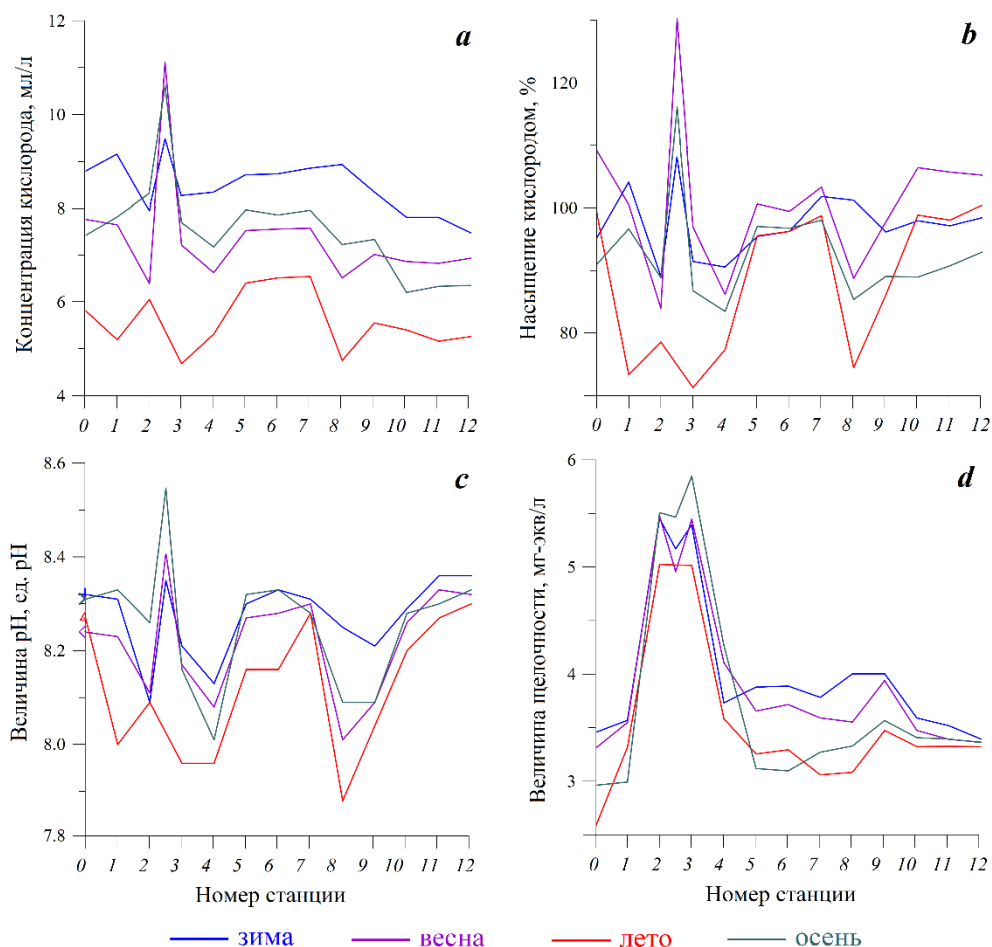 a
Концентрация кислорода, мл/л
12
10
8
6
4
0 1 2 3 4 5 6 7 8 9 10 11 12
b
Насыщение кислородом, %
120
100
80
0 1 2 3 4 5 6 7 8 9 10 11 12
c
Величина pH, ед. pH
8.6
8.4
8.2
8.0
7.8
0 1 2 3 4 5 6 7 8 9 10 11 12
Номер станции
d
Величина щелочности, мг-экв/л
6
5
4
3
0 1 2 3 4 5 6 7 8 9 10 11 12
Номер станции
зима весна лето осень